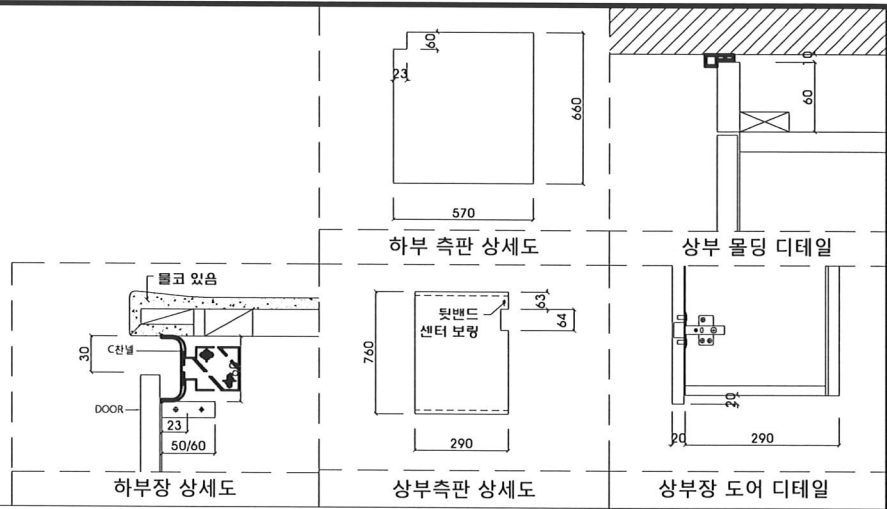 60
23
660
570
하부 측판 상세도
10
60
상부 몰딩 디테일
물코 있음
C찬넬
30
60
DOOR
23
50/60
하부장 상세도
63
뒷밴드
센터 보링
64
760
290
상부측판 상세도
20
20
290
상부장 도어 디테일